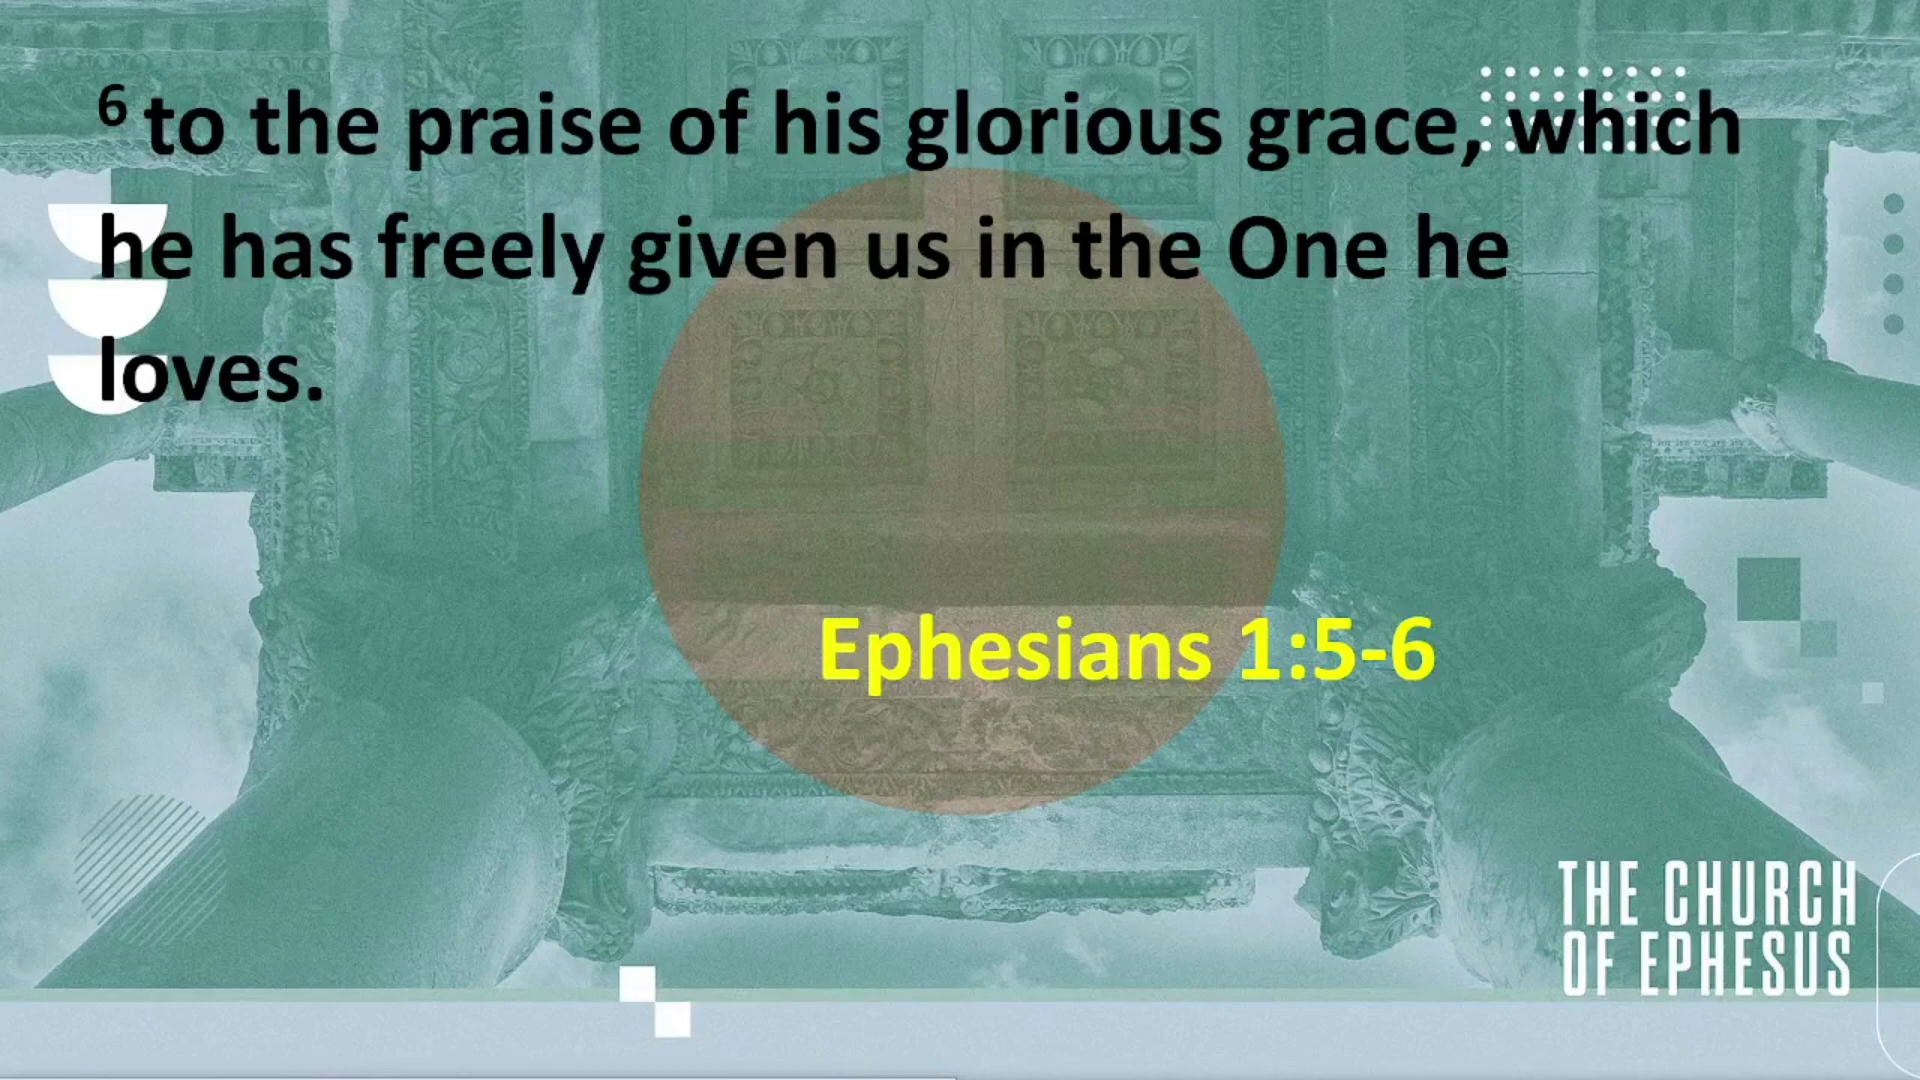 6 to the praise of his glorious grace, which
he has freely given us in the One he
loves.
Ephesians 1:5-6
THE CHURCH
OF EPHESUS